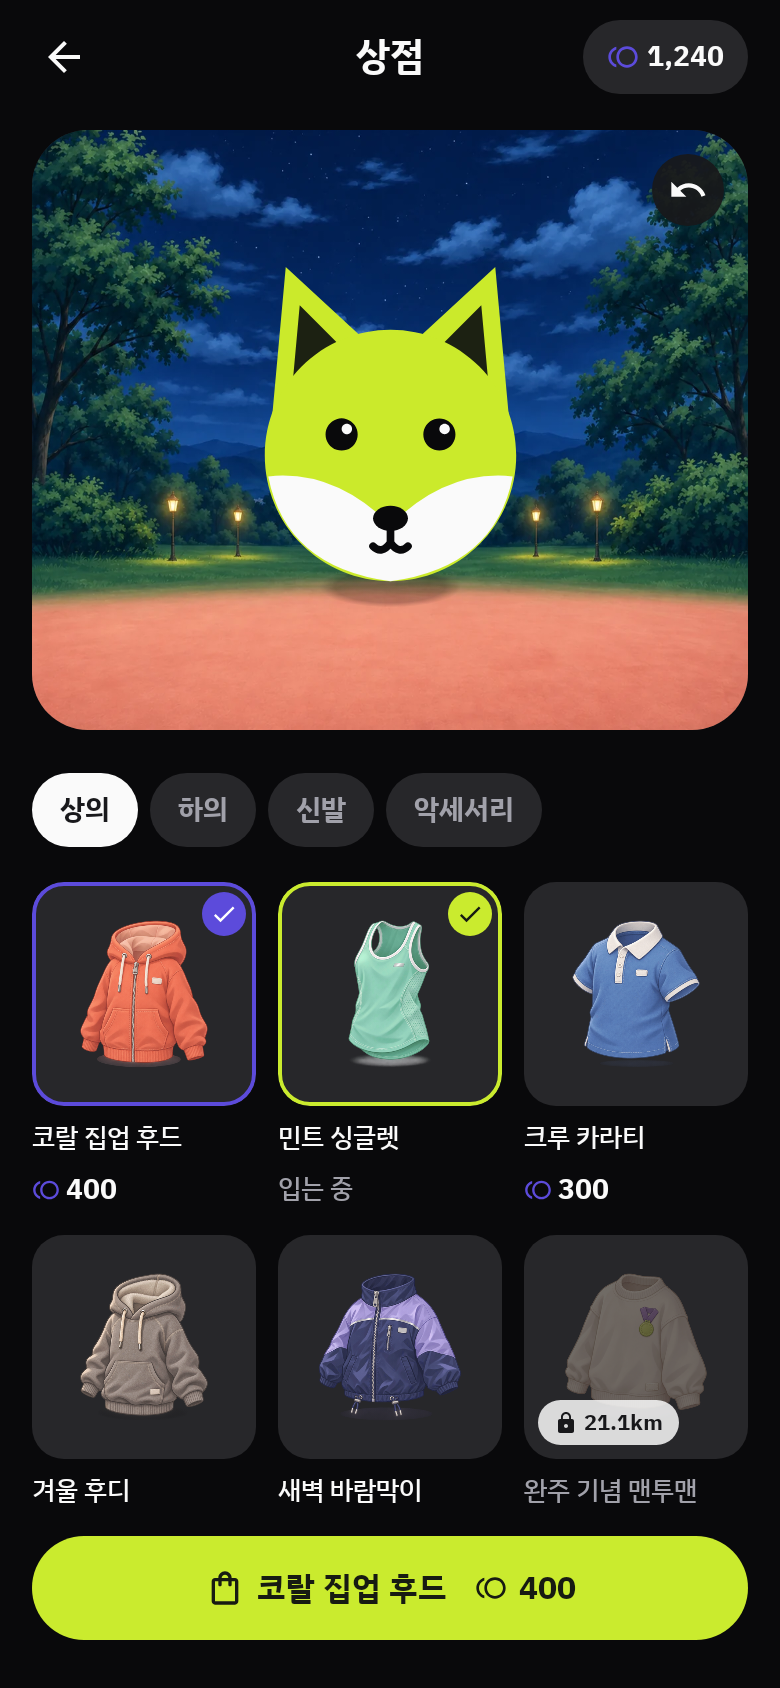 상점
1,240
상의
하의
신발
악세서리
코랄 집업 후드
민트 싱글렛
크루 카라티
400
입는 중
300
21.1km
겨울 후디
새벽 바람막이
완주 기념 맨투맨
코랄 집업 후드 400